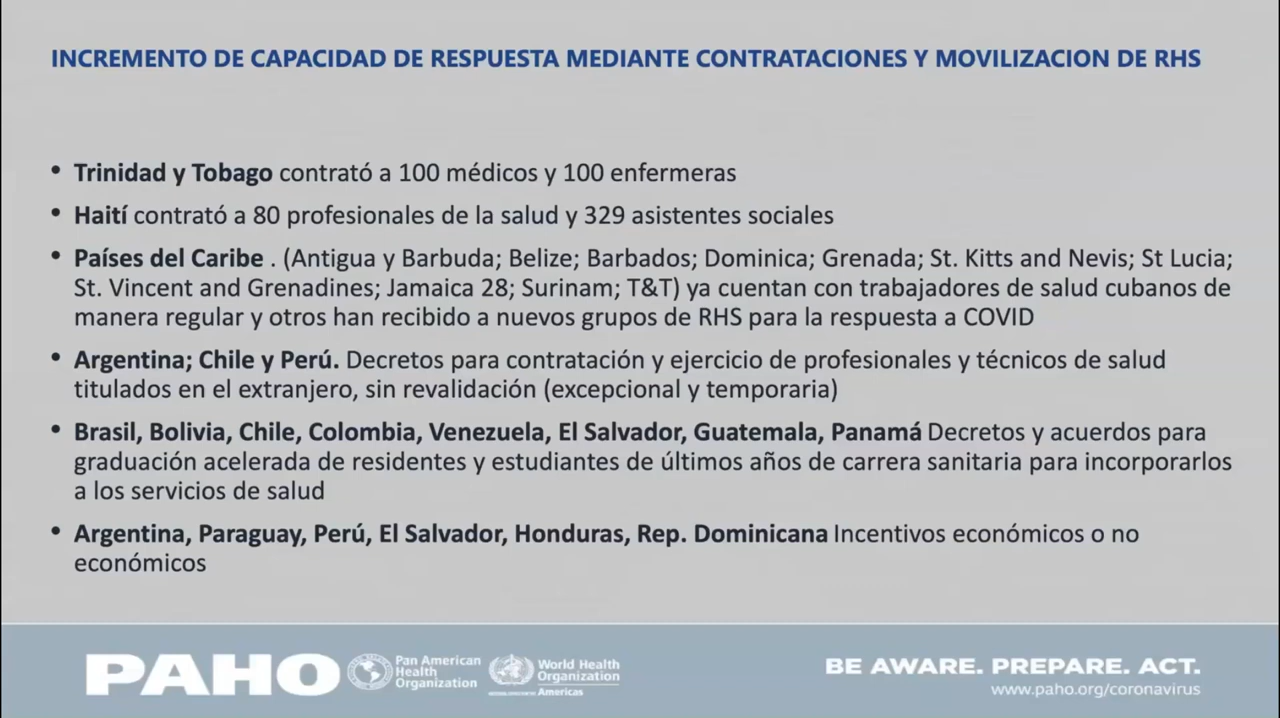 INCREMENTO DE CAPACIDAD DE RESPUESTA MEDIANTE CONTRATACIONES Y MOVILIZACION DE RHS
• Trinidad y Tobago contrató a 100 médicos y 100 enfermeras
• Haití contrató a 80 profesionales de la salud y 329 asistentes sociales
• Países del Caribe . (Antigua y Barbuda; Belize; Barbados; Dominica; Grenada; St. Kitts and Nevis; St Lucia;
St. Vincent and Grenadines; Jamaica 28; Surinam; T&T) ya cuentan con trabajadores de salud cubanos de
manera regular y otros han recibido a nuevos grupos de RHS para la respuesta a COVID
• Argentina; Chile y Perú. Decretos para contratación y ejercicio de profesionales y técnicos de salud
titulados en el extranjero, sin revalidación (excepcional y temporaria)
• Brasil, Bolivia, Chile, Colombia, Venezuela, El Salvador, Guatemala, Panamá Decretos y acuerdos para
graduación acelerada de residentes y estudiantes de últimos años de carrera sanitaria para incorporarlos
a los servicios de salud
• Argentina, Paraguay, Perú, El Salvador, Honduras, Rep. Dominicana Incentivos económicos o no
económicos
PAHO
Pan American
Health
Organization
World Health
Organization
Americas
BE AWARE. PREPARE. ACT.
www.paho.org/coronavirus